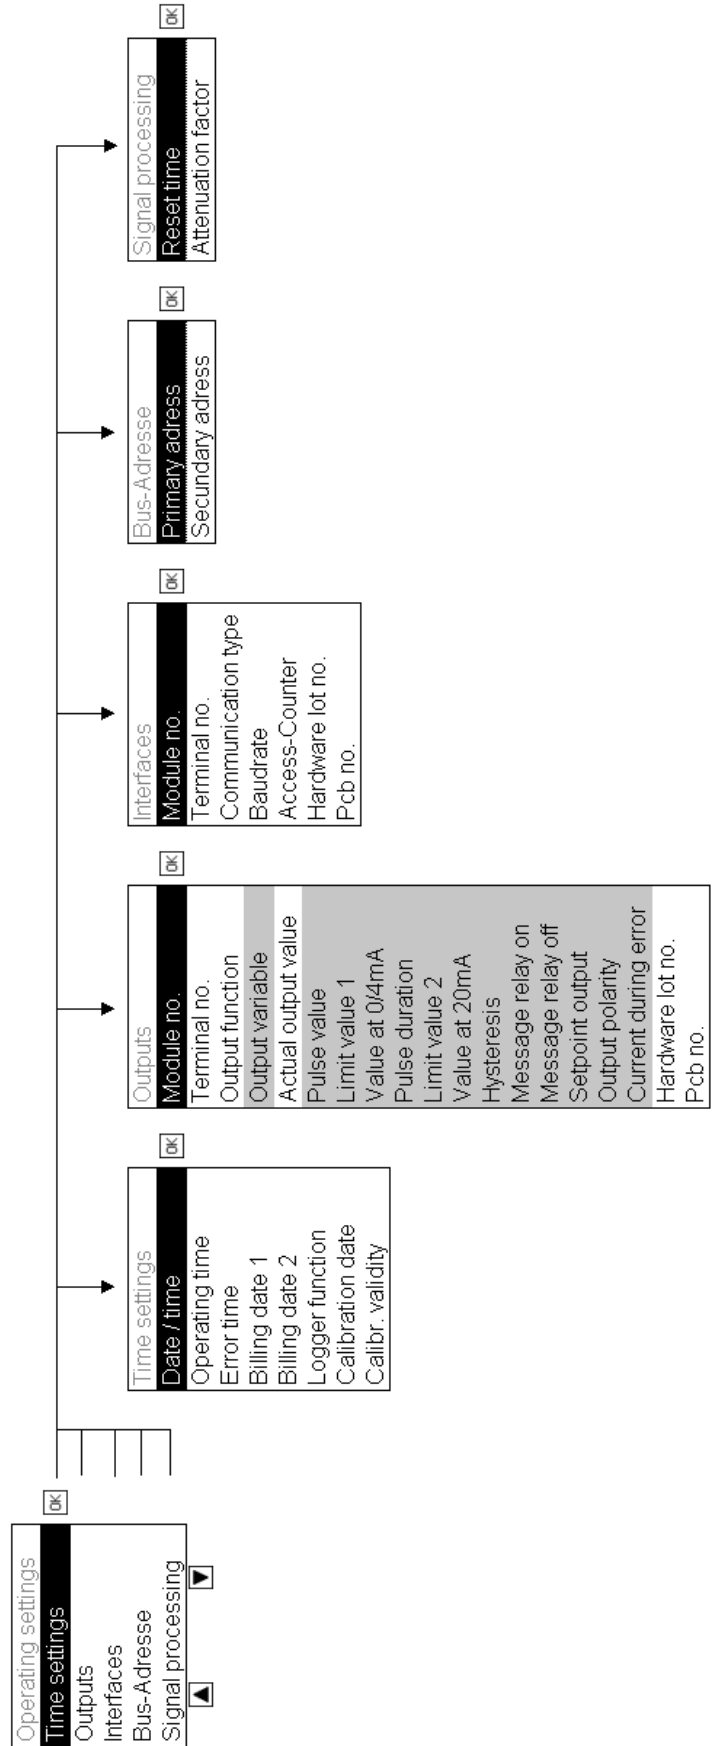 Operating settings
Time settings
Outputs
Interfaces
Bus-Adresse
Signal processing
OK
Time settings
Date / time
Operating time
Error time
Billing date 1
Billing date 2
Logger function
Calibration date
Calibr. validity
OK
Outputs
Module no.
Terminal no.
Output function
Output variable
Actual output value
Pulse value
Limit value 1
Value at 0/4mA
Pulse duration
Limit value 2
Value at 20mA
Hysteresis
Message relay on
Message relay off
Setpoint output
Output polarity
Current during error
Hardware lot no.
Pcb no.
OK
Interfaces
Module no.
Terminal no.
Communication type
Baudrate
Access-Counter
Hardware lot no.
Pcb no.
OK
Bus-Adresse
Primary adress
Secundary adress
OK
Signal processing
Reset time
Attenuation factor
OK